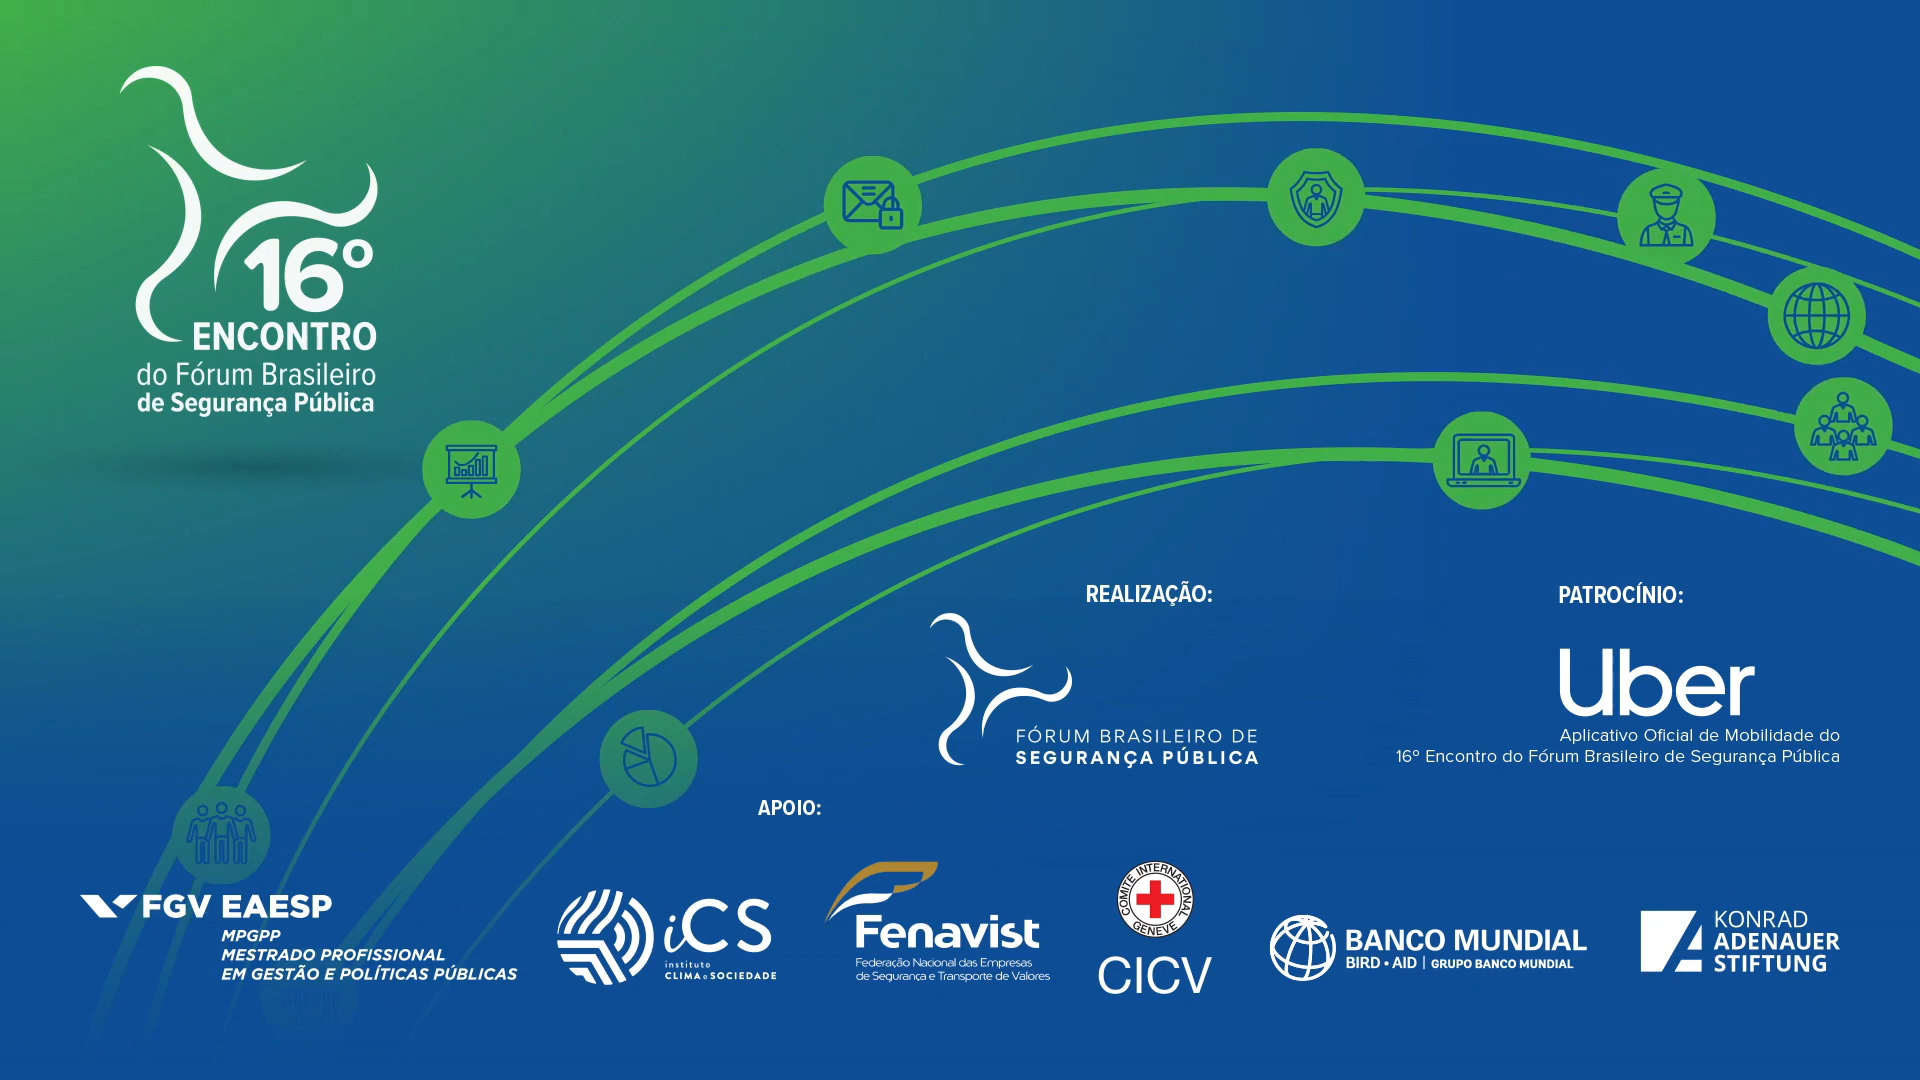 16º
ENCONTRO
do Fórum Brasileiro
de Segurança Pública
REALIZAÇÃO:
FÓRUM BRASILEIRO DE
SEGURANÇA PÚBLICA
PATROCÍNIO:
Uber
Aplicativo Oficial de Mobilidade do
16º Encontro do Fórum Brasileiro de Segurança Pública
APOIO:
FGV EAESP
MPGPP
MESTRADO PROFISSIONAL
EM GESTÃO E POLÍTICAS PÚBLICAS
iCS
instituto
CLIMA e SOCIEDADE
Fenavist
Federação Nacional das Empresas
de Segurança e Transporte de Valores
COMITE INTERNATIONAL
GENEVE
CICV
BANCO MUNDIAL
BIRD • AID | GRUPO BANCO MUNDIAL
KONRAD
ADENAUER
STIFTUNG